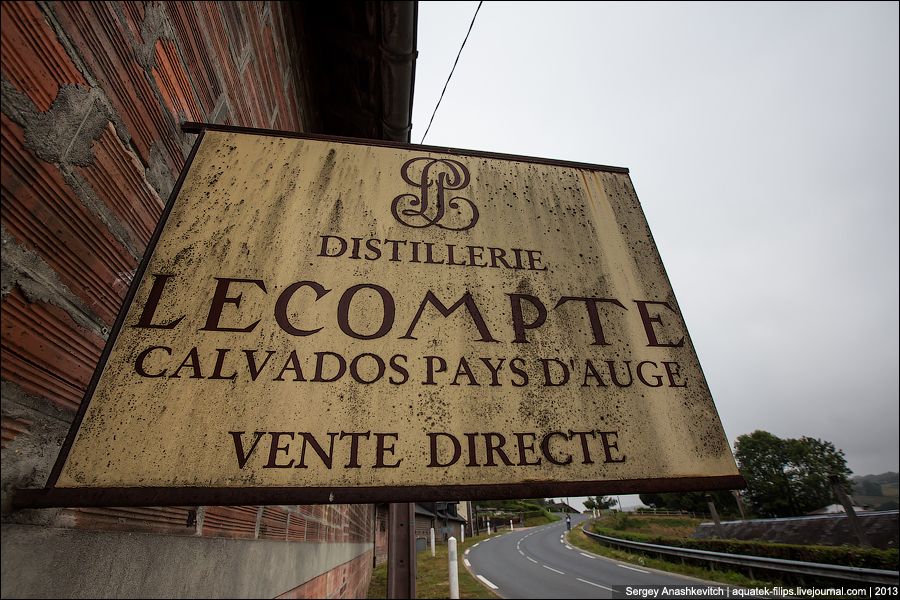 DISTILLERIE
LECOMPTE
CALVADOS PAYS D'AUGE
VENTE DIRECTE
Sergey Anashkevitch | aquatek-filips.livejournal.com | 2013